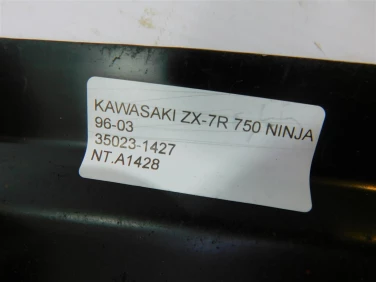 KAWASAKI ZX-7R 750 NINJA
96-03
35023-1427
NT.A1428